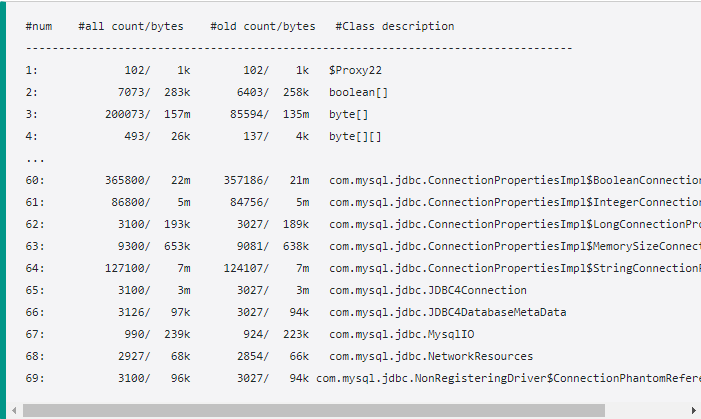 #num #all count/bytes #old count/bytes #Class description
-----------------------------------------------------------------------------------
1: 102/ 1k 102/ 1k $Proxy22
2: 7073/ 283k 6403/ 258k boolean[]
3: 200073/ 157m 85594/ 135m byte[]
4: 493/ 26k 137/ 4k byte[][]
...
60: 365800/ 22m 357186/ 21m com.mysql.jdbc.ConnectionPropertiesImpl$BooleanConnection
61: 86800/ 5m 84756/ 5m com.mysql.jdbc.ConnectionPropertiesImpl$IntegerConnection
62: 3100/ 193k 3027/ 189k com.mysql.jdbc.ConnectionPropertiesImpl$LongConnectionPro
63: 9300/ 653k 9081/ 638k com.mysql.jdbc.ConnectionPropertiesImpl$MemorySizeConnect
64: 127100/ 7m 124107/ 7m com.mysql.jdbc.ConnectionPropertiesImpl$StringConnectionP
65: 3100/ 3m 3027/ 3m com.mysql.jdbc.JDBC4Connection
66: 3126/ 97k 3027/ 94k com.mysql.jdbc.JDBC4DatabaseMetaData
67: 990/ 239k 924/ 223k com.mysql.jdbc.MysqlIO
68: 2927/ 68k 2854/ 66k com.mysql.jdbc.NetworkResources
69: 3100/ 96k 3027/ 94k com.mysql.jdbc.NonRegisteringDriver$ConnectionPhantomRefere